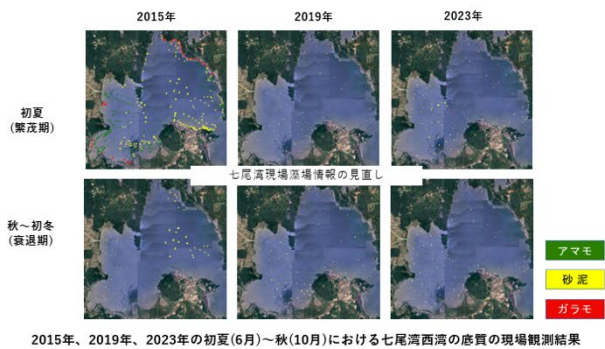 2015年
2019年
2023年
初夏
(繁茂期)
七尾湾現場藻場情報の見直し
秋～初冬
(衰退期)
アマモ
砂泥
ガラモ
2015年、2019年、2023年の初夏(6月)～秋(10月)における七尾湾西湾の底質の現場観測結果